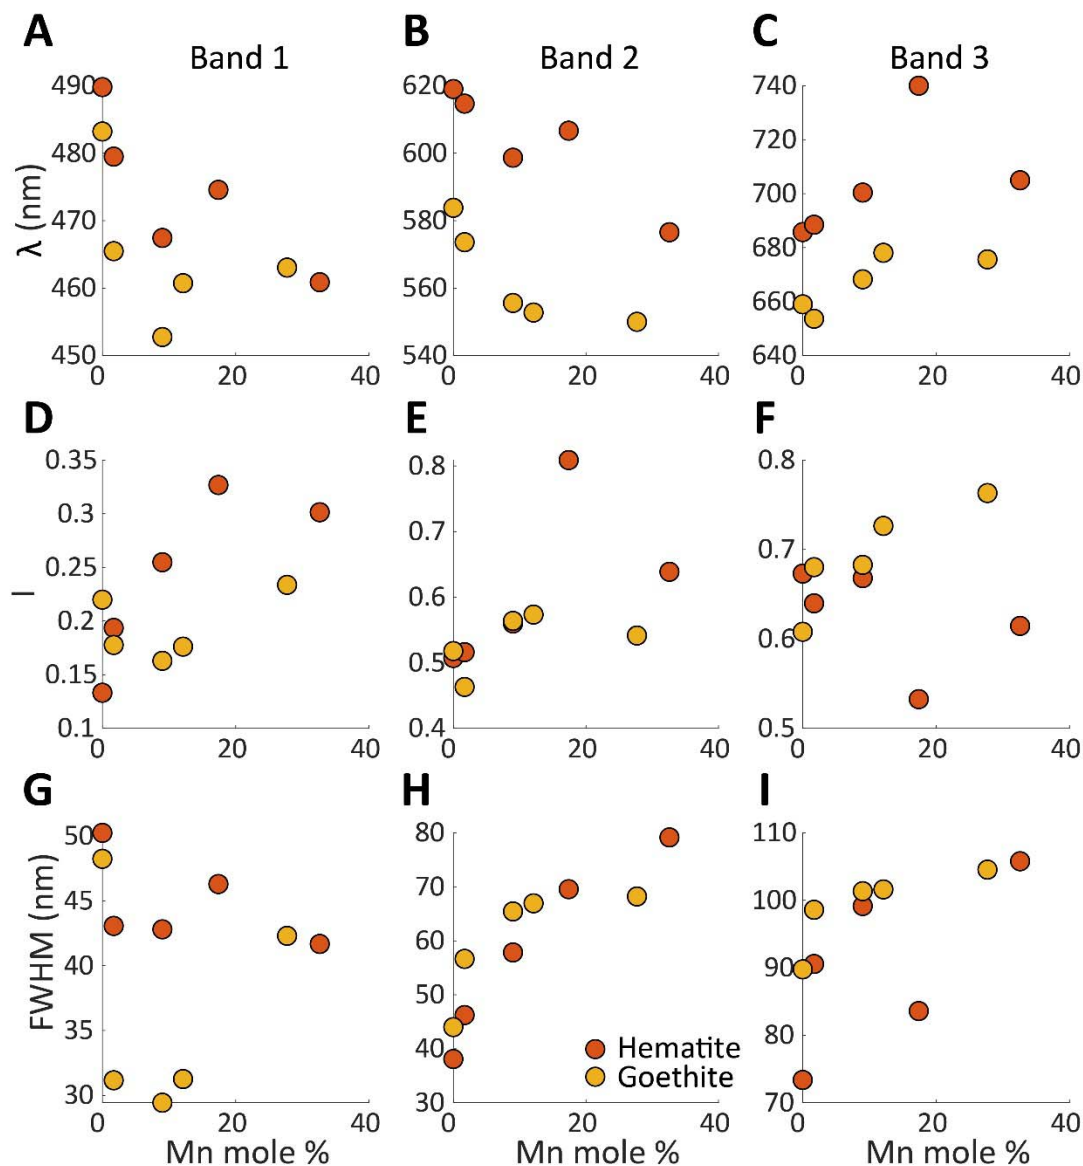 A B C
Band 1 Band 2 Band 3
490 620 740
480 600 720
470 580 700
460 560 680
450 540 660
640
λ (nm)
0 20 40 0 20 40 0 20 40
D E F
0.35 0.8 0.8
0.3 0.7 0.7
0.25 0.6 0.6
0.2 0.5 0.5
0.15 0.4
0.1
I
0 20 40 0 20 40 0 20 40
G H I
50 80 110
45 70 100
40 60 90
35 50 80
30 40 70
30
FWHM (nm)
Hematite
Goethite
0 20 40 0 20 40 0 20 40
Mn mole % Mn mole % Mn mole %